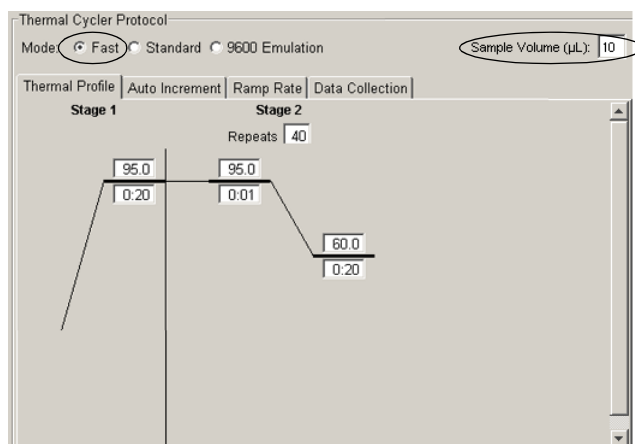 Thermal Cycler Protocol
Mode: Fast Standard 9600 Emulation Sample Volume (µL): 10
Thermal Profile Auto Increment Ramp Rate Data Collection
Stage 1 Stage 2
Repeats 40
95.0 95.0
0:20 0:01
60.0
0:20